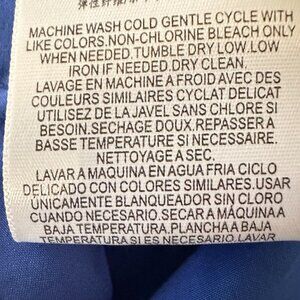 MACHINE WASH COLD GENTLE CYCLE WITH
LIKE COLORS.NON-CHLORINE BLEACH ONLY
WHEN NEEDED.TUMBLE DRY LOW.LOW
IRON IF NEEDED.DRY CLEAN.
LAVAGE EN MACHINE A FROID AVEC DES
COULEURS SIMILAIRES CYCLAT DELICAT
UTILISEZ DE LA JAVEL SANS CHLORE SI
BESOIN.SECHAGE DOUX.REPASSER A
BASSE TEMPERATURE SI NECESSAIRE.
NETTOYAGE A SEC.
LAVAR A MAQUINA EN AGUA FRIA CICLO
DELICADO CON COLORES SIMILARES.USAR
UNICAMENTE BLANQUEADOR SIN CLORO
CUANDO NECESARIO.SECAR A MAQUINA A
BAJA TEMPERATURA.PLANCHA A BAJA
TEMPERATURA SI ES NECESARIO.LAVAR